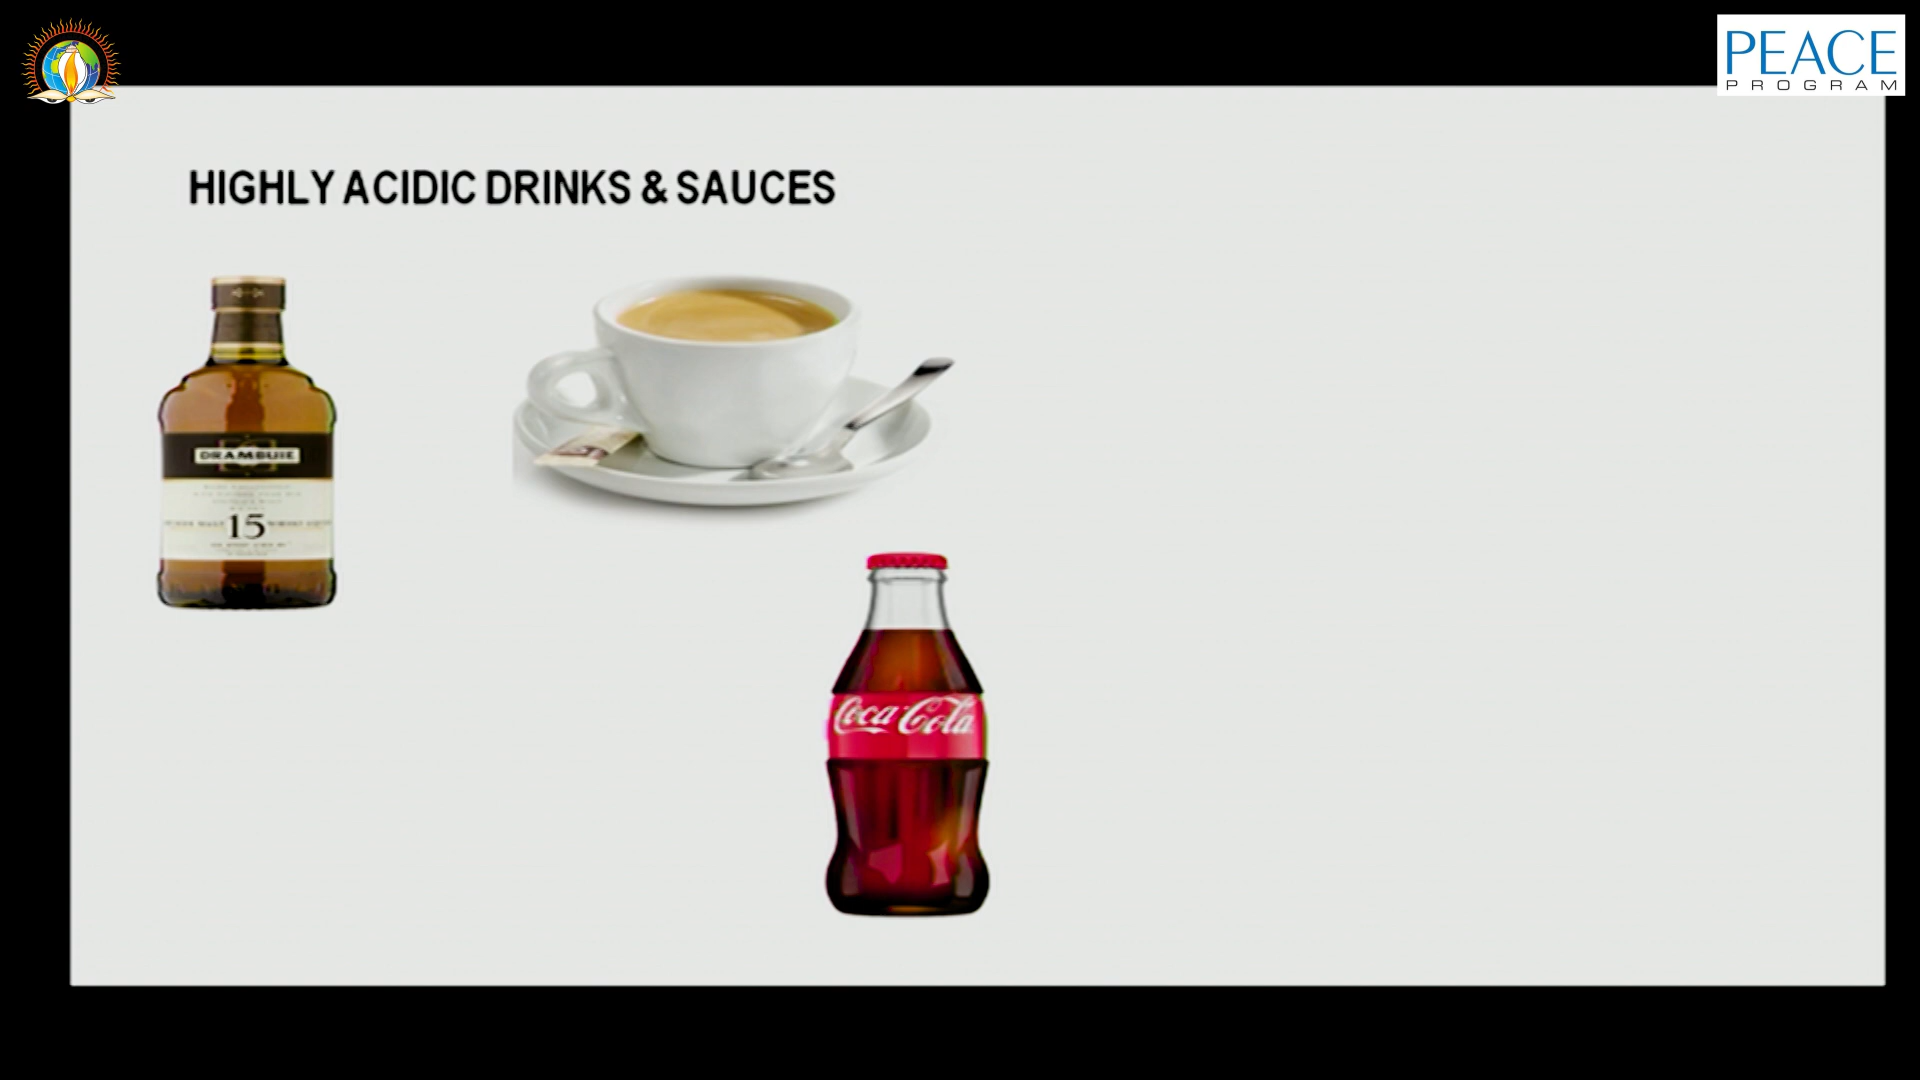 PEACE
PROGRAM
HIGHLY ACIDIC DRINKS & SAUCES
DRAMBUIE
15
Coca-Cola